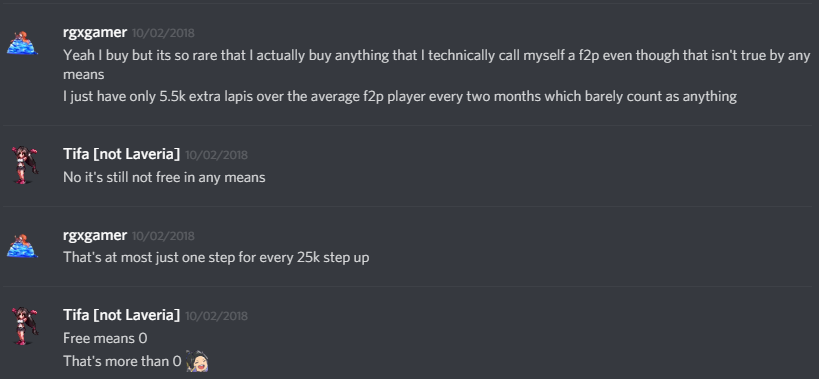 rgxgamer 10/02/2018
Yeah I buy but its so rare that I actually buy anything that I technically call myself a f2p even though that isn't true by any
means
I just have only 5.5k extra lapis over the average f2p player every two months which barely count as anything
Tifa [not Laveria] 10/02/2018
No it's still not free in any means
rgxgamer 10/02/2018
That's at most just one step for every 25k step up
Tifa [not Laveria] 10/02/2018
Free means 0
That's more than 0